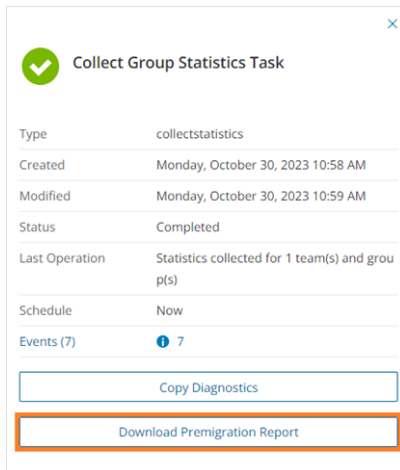 Collect Group Statistics Task
Type collectstatistics
Created Monday, October 30, 2023 10:58 AM
Modified Monday, October 30, 2023 10:59 AM
Status Completed
Last Operation Statistics collected for 1 team(s) and grou
p(s)
Schedule Now
Events (7) 7
Copy Diagnostics
Download Premigration Report